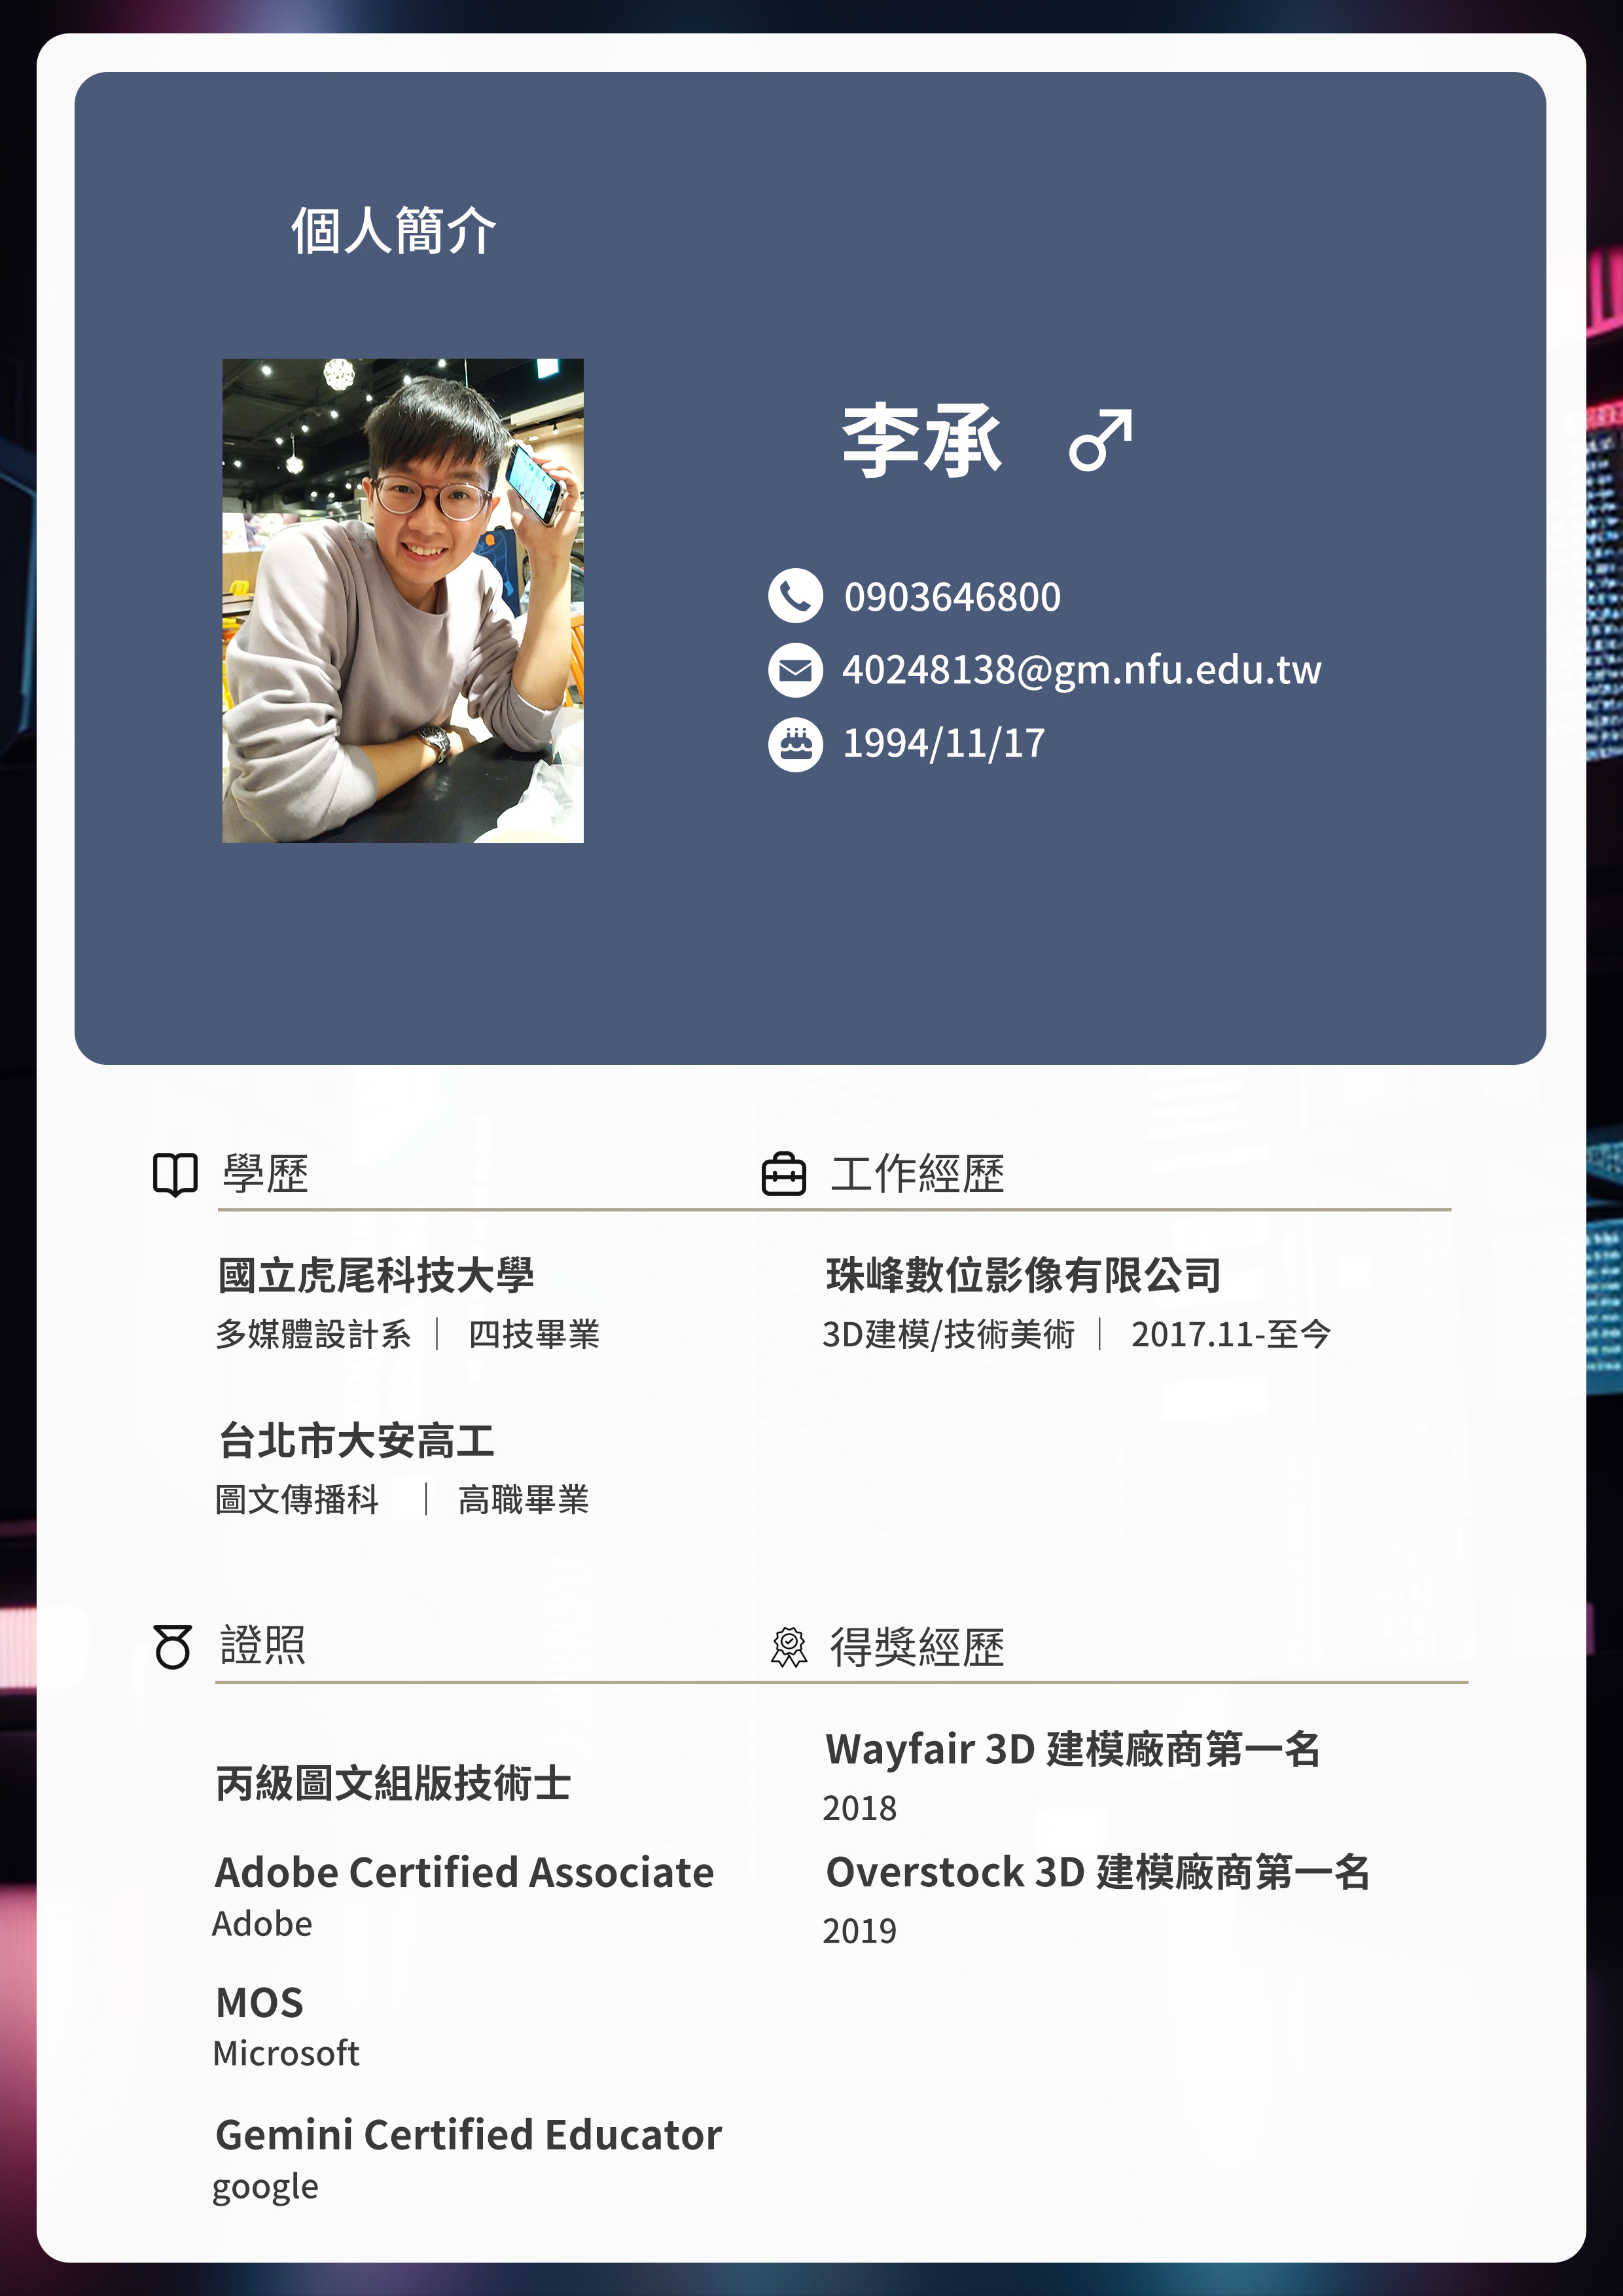 個人簡介
李承
0903646800
40248138@gm.nfu.edu.tw
1994/11/17
學歷
國立虎尾科技大學
多媒體設計系｜四技畢業
台北市大安高工
圖文傳播科｜高職畢業
工作經歷
珠峰數位影像有限公司
3D建模/技術美術｜2017.11-至今
證照
丙級圖文組版技術士
Adobe Certified Associate
Adobe
MOS
Microsoft
Gemini Certified Educator
google
得獎經歷
Wayfair 3D 建模廠商第一名
2018
Overstock 3D 建模廠商第一名
2019